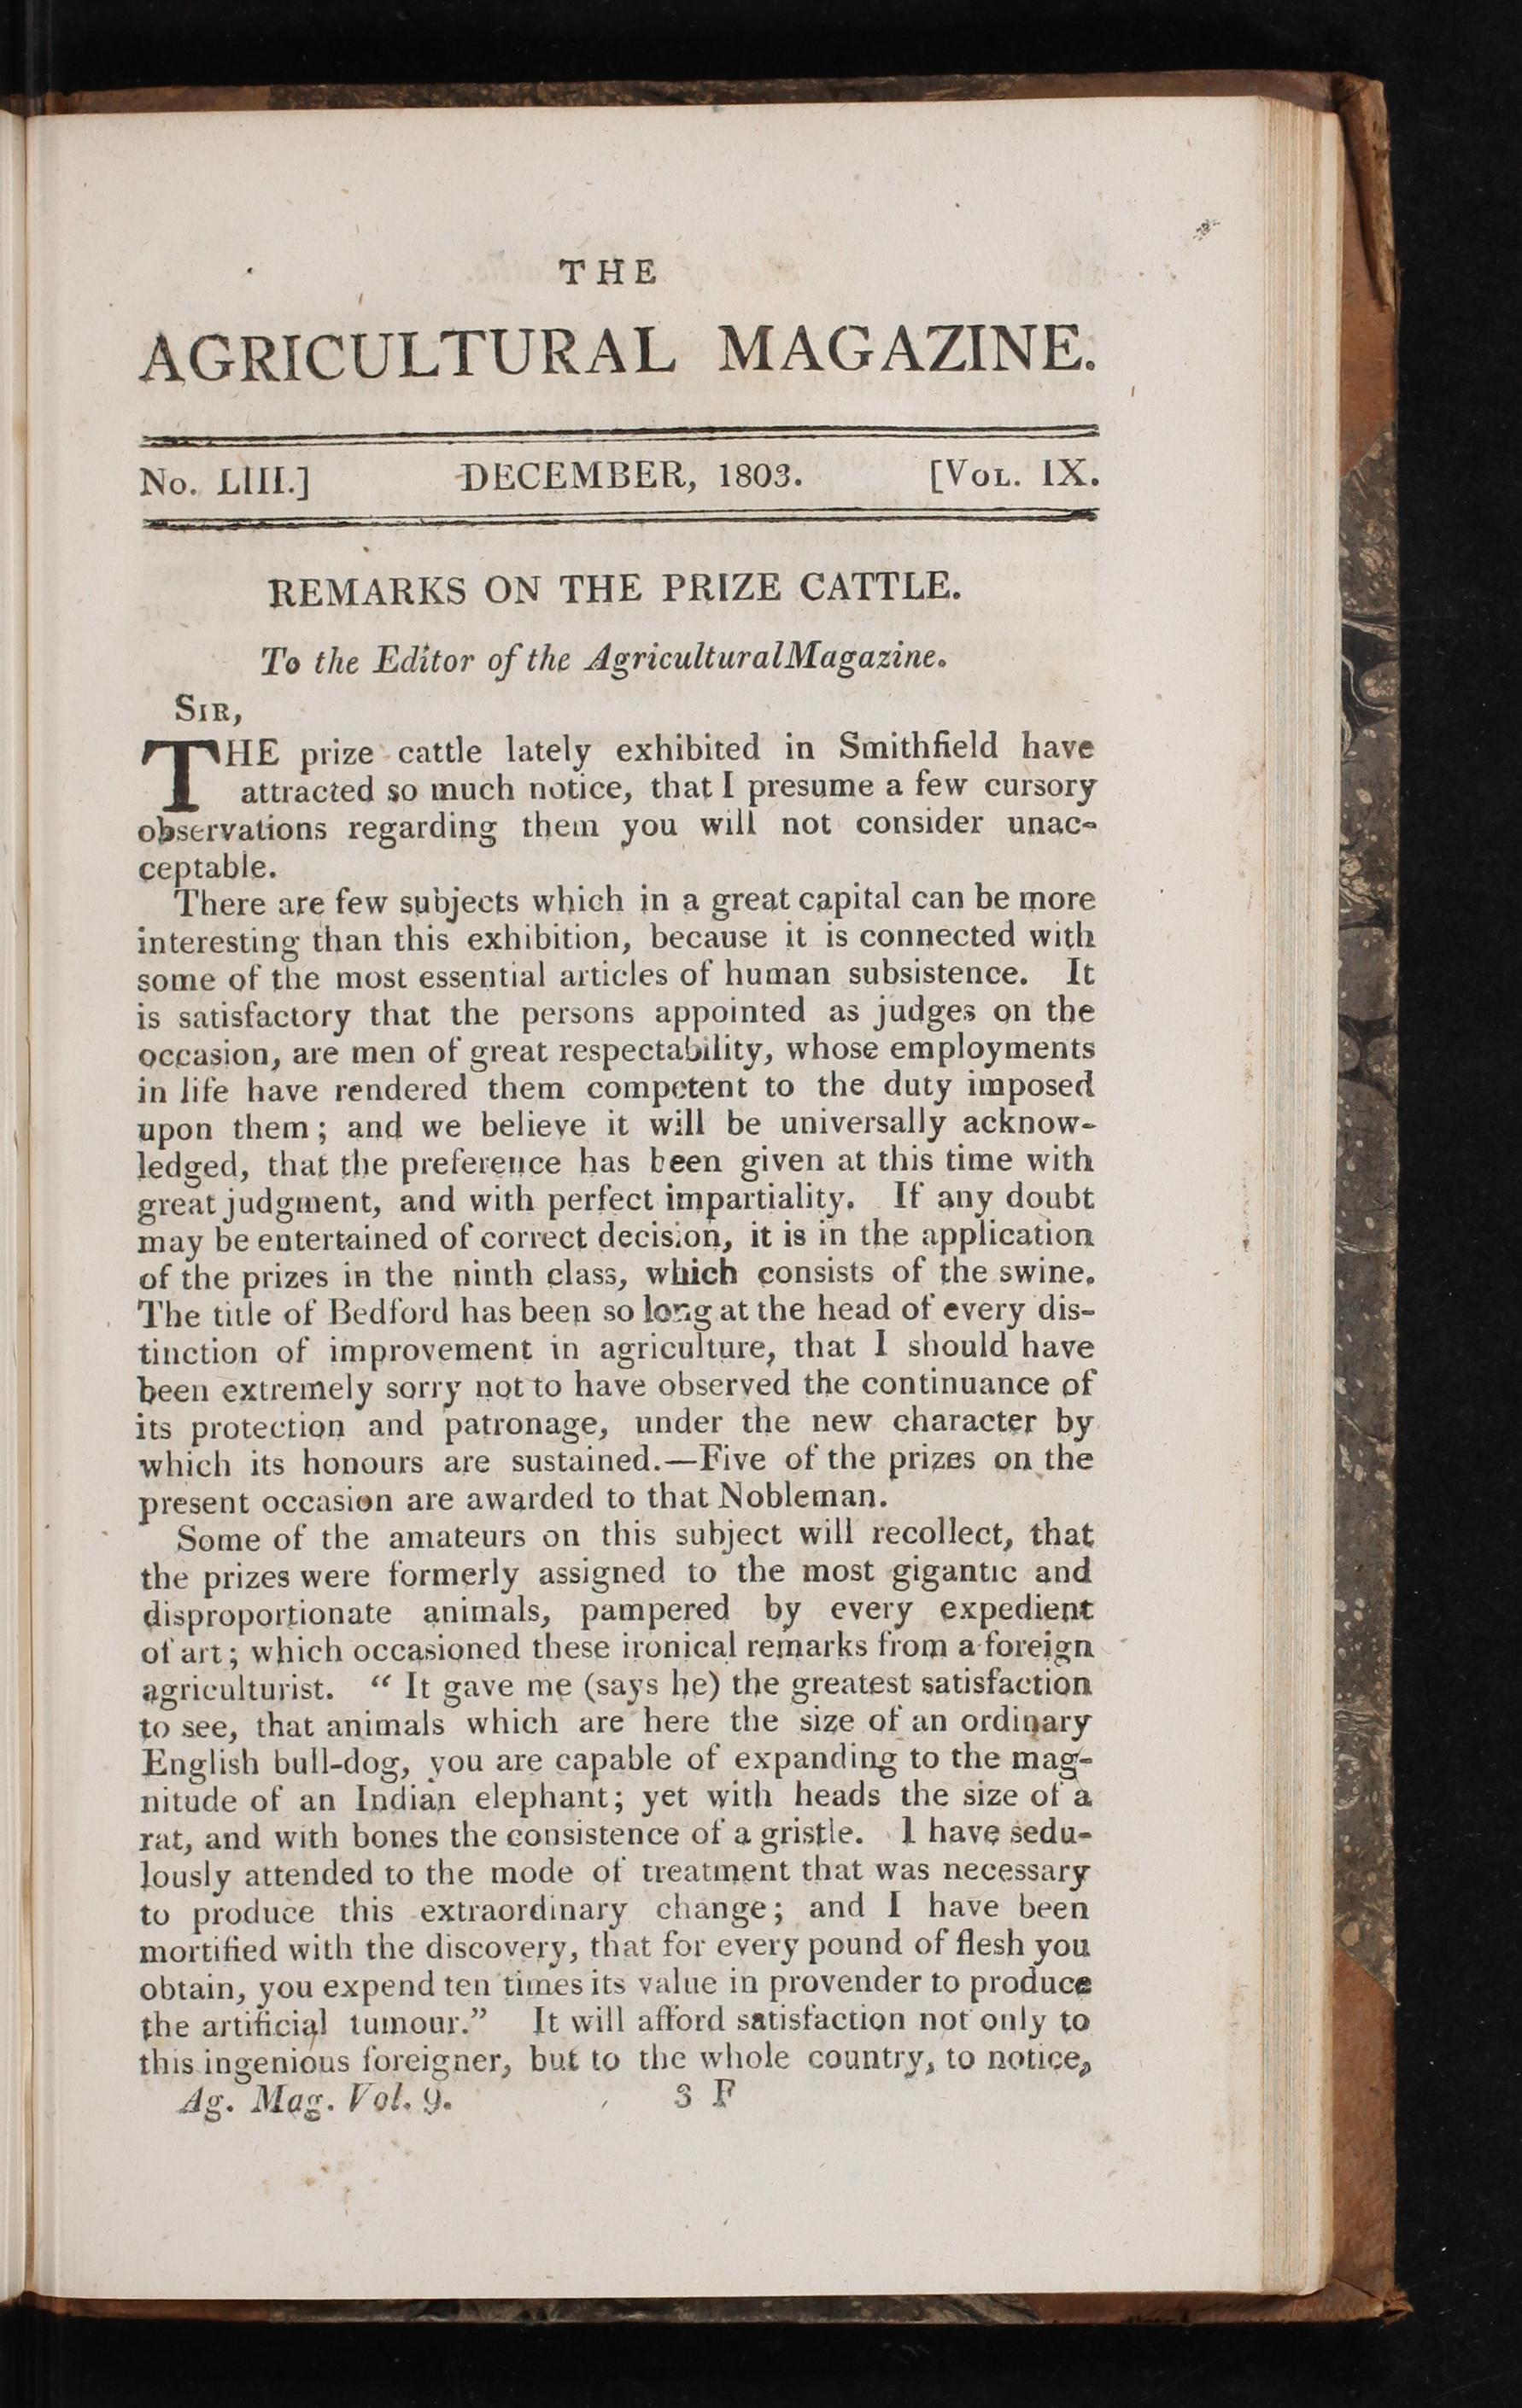 THE
AGRICULTURAL MAGAZINE.
No. LIII.] DECEMBER, 1803. [VOL. IX.
REMARKS ON THE PRIZE CATTLE.
To the Editor of the Agricultural Magazine.
SIR,
THE prize cattle lately exhibited in Smithfield have
attracted so much notice, that I presume a few cursory
observations regarding them you will not consider unac-
ceptable.
There are few subjects which in a great capital can be more
interesting than this exhibition, because it is connected with
some of the most essential articles of human subsistence. It
is satisfactory that the persons appointed as judges on the
occasion, are men of great respectability, whose employments
in life have rendered them competent to the duty imposed
upon them; and we believe it will be universally acknow-
ledged, that the preference has been given at this time with
great judgment, and with perfect impartiality. If any doubt
may be entertained of correct decision, it is in the application
of the prizes in the ninth class, which consists of the swine.
The title of Bedford has been so long at the head of every dis-
tinction of improvement in agriculture, that I should have
been extremely sorry not to have observed the continuance of
its protection and patronage, under the new character by
which its honours are sustained.—Five of the prizes on the
present occasion are awarded to that Nobleman.
Some of the amateurs on this subject will recollect, that
the prizes were formerly assigned to the most gigantic and
disproportionate animals, pampered by every expedient
of art; which occasioned these ironical remarks from a foreign
agriculturist. “ It gave me (says he) the greatest satisfaction
to see, that animals which are here the size of an ordinary
English bull-dog, you are capable of expanding to the mag-
nitude of an Indian elephant; yet with heads the size of a
rat, and with bones the consistence of a gristle. I have sedu-
lously attended to the mode of treatment that was necessary
to produce this extraordinary change; and I have been
mortified with the discovery, that for every pound of flesh you
obtain, you expend ten times its value in provender to produce
the artificial tumour.” It will afford satisfaction not only to
this ingenious foreigner, but to the whole country, to notice,
Ag. Mag. Vol. 9. 3 F